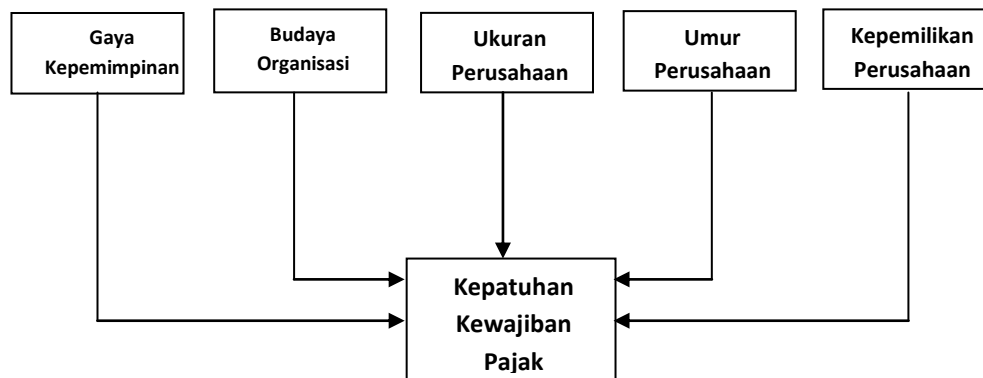 Gaya
Kepemimpinan
Budaya
Organisasi
Ukuran
Perusahaan
Umur
Perusahaan
Kepemilikan
Perusahaan
Kepatuhan
Kewajiban
Pajak